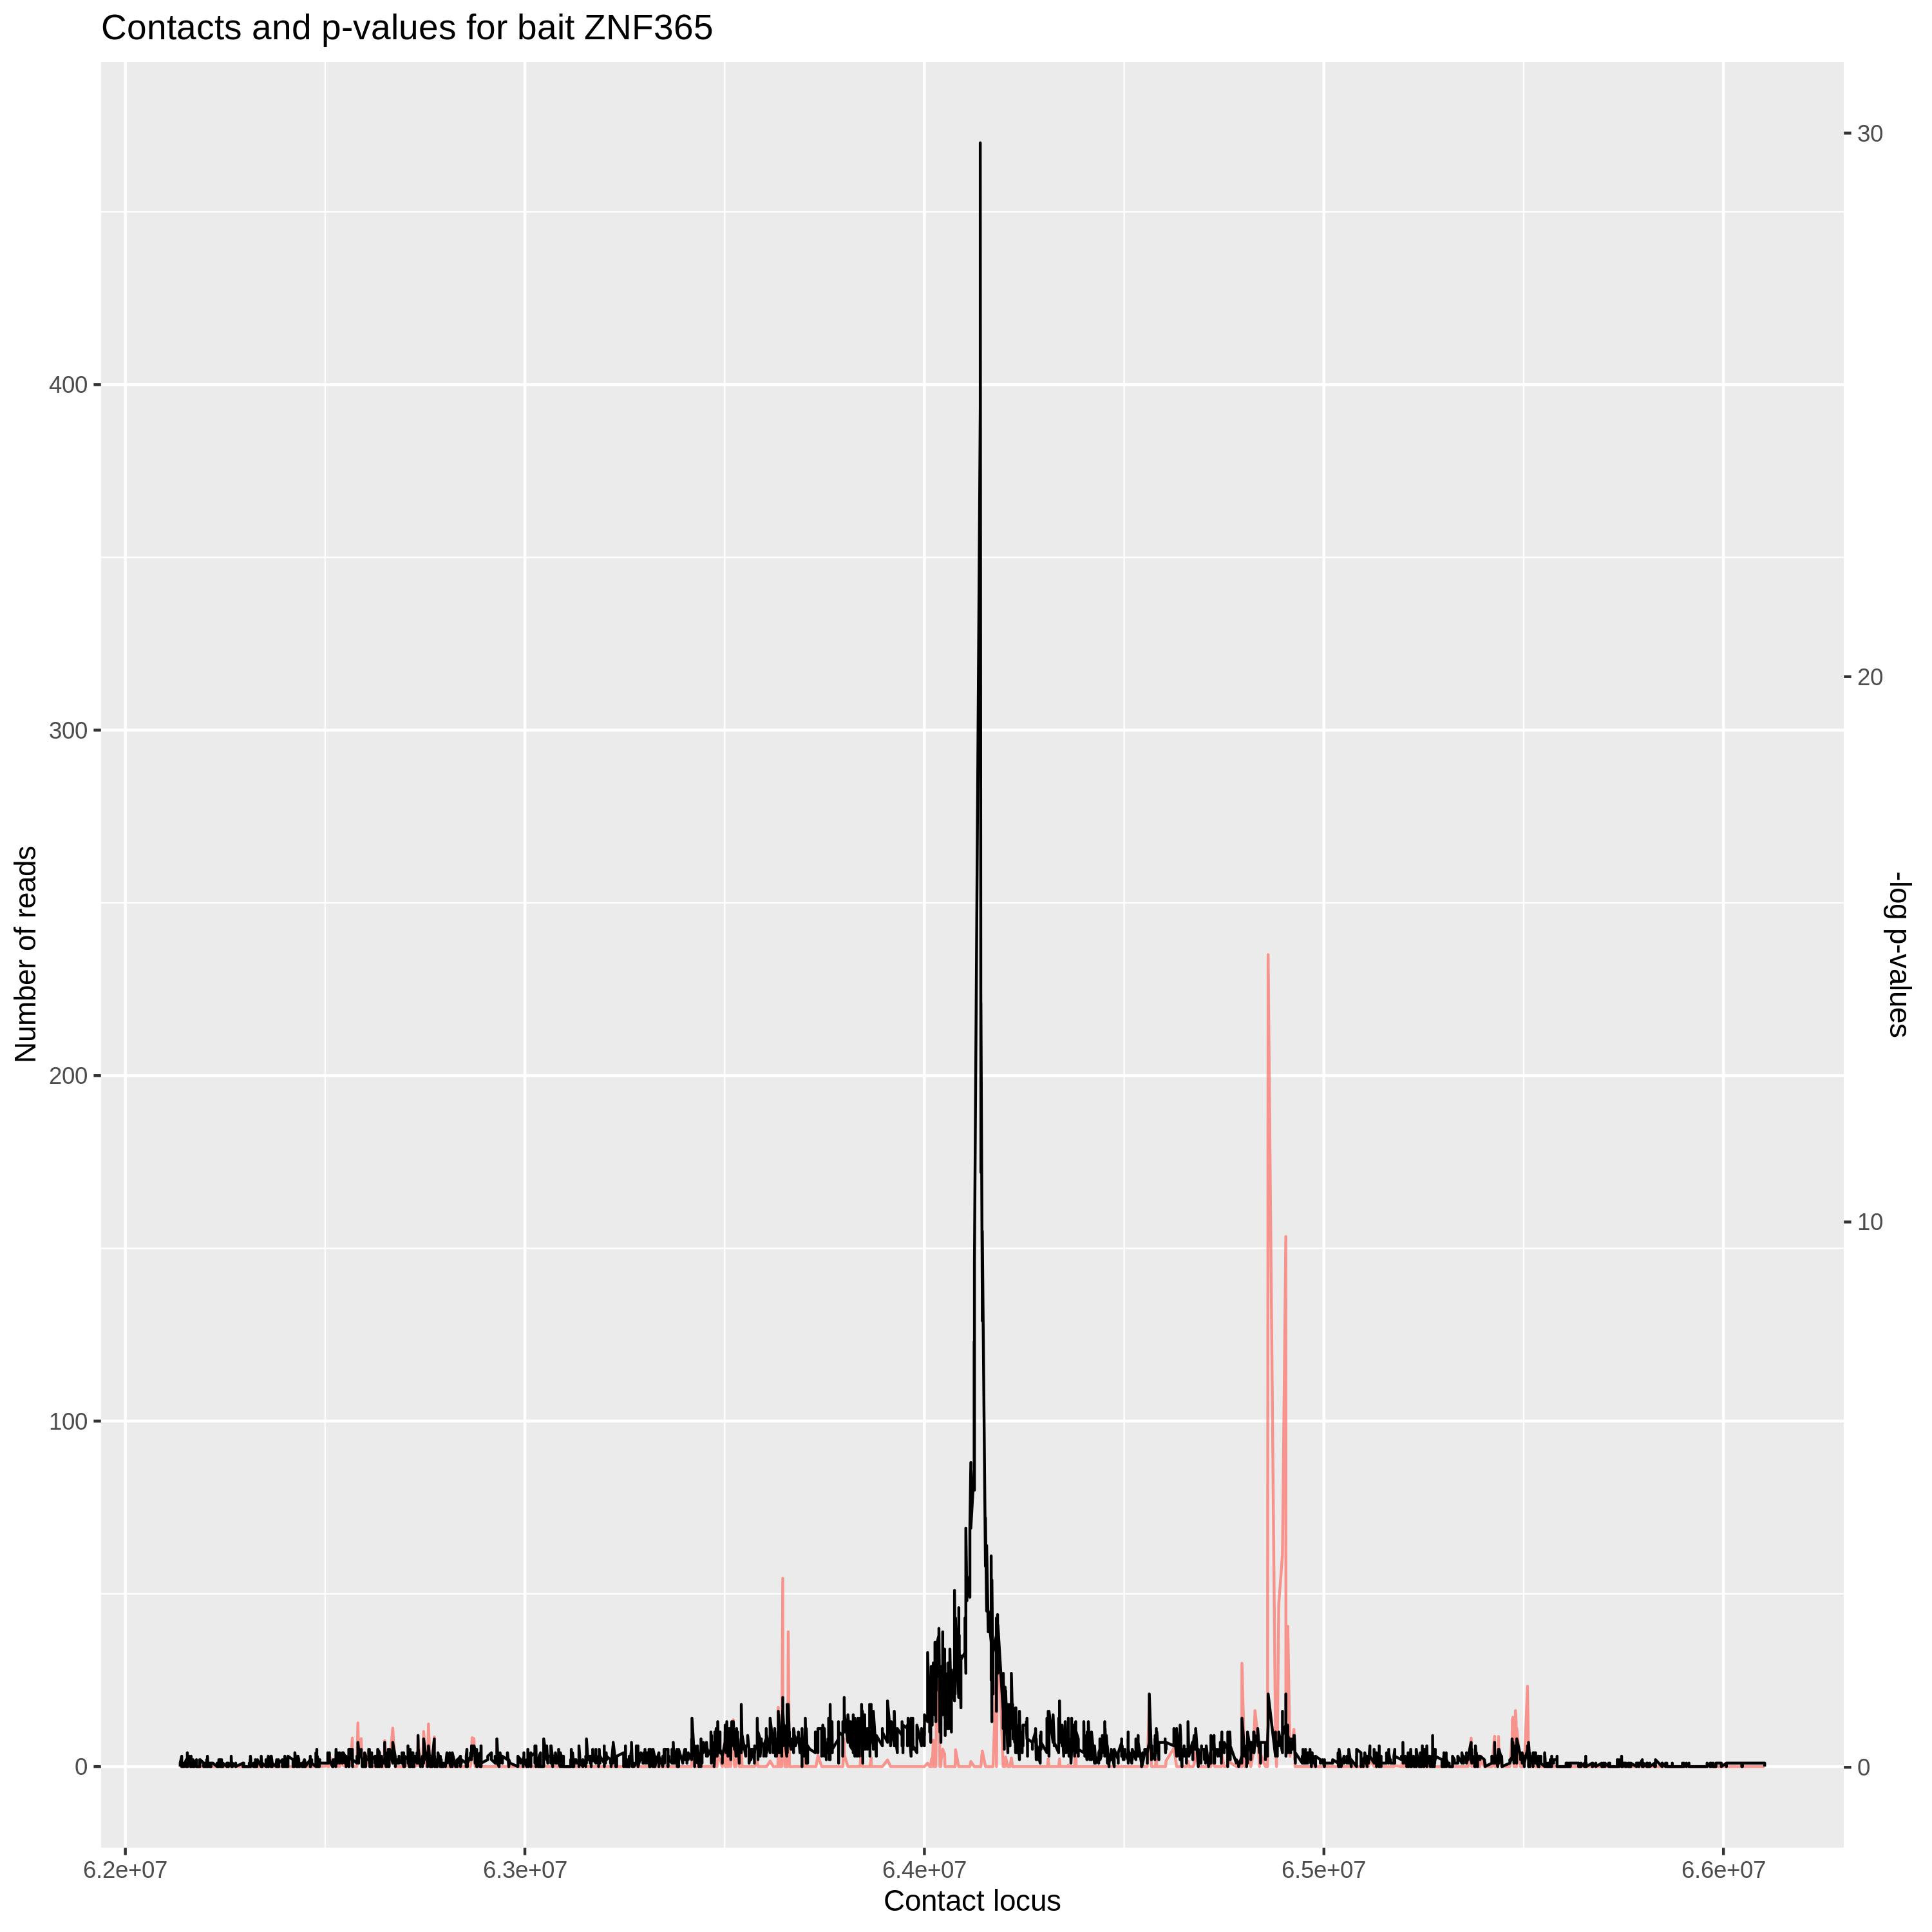 Contacts and p-values for bait ZNF365
Number of reads
400
300
200
100
0
30
20
10
0
-log p-values
6.2e+07
6.3e+07
6.4e+07
6.5e+07
6.6e+07
Contact locus